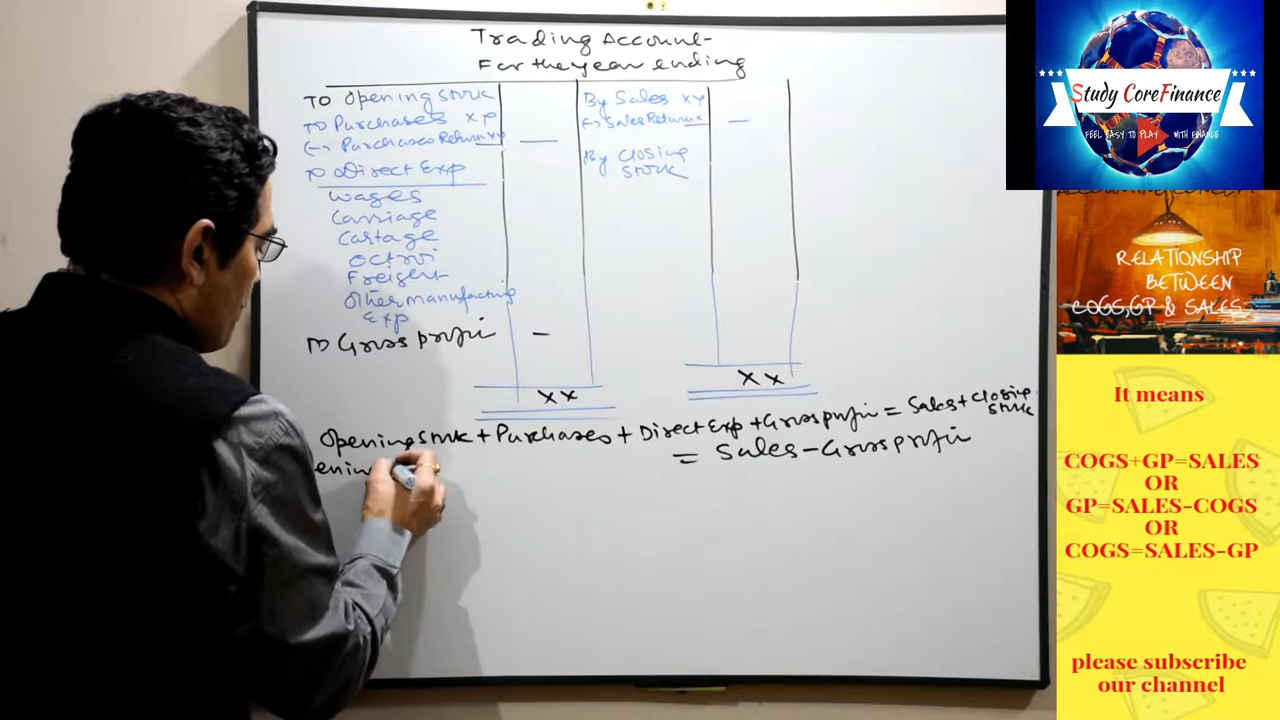 Trading Account-
For the year ending
To Opening stock
To Purchases xy
(-) Purchases Return xy
To Direct Exp
Wages
Carriage
Cartage
Octroi
Freight
Other manufacturing
Exp
To Gross profit -
xx
By Sales xy
(-) Sales Return x
By Closing
stock
xx
Opening stock + Purchases + Direct Exp + Gross profit = Sales + Closing
stock
= Sales - Gross profit
Study CoreFinance
FEEL EASY TO PLAY WITH FINANCE
RELATIONSHIP
BETWEEN
COGS,GP & SALES
It means
COGS+GP=SALES
OR
GP=SALES-COGS
OR
COGS=SALES-GP
please subscribe
our channel